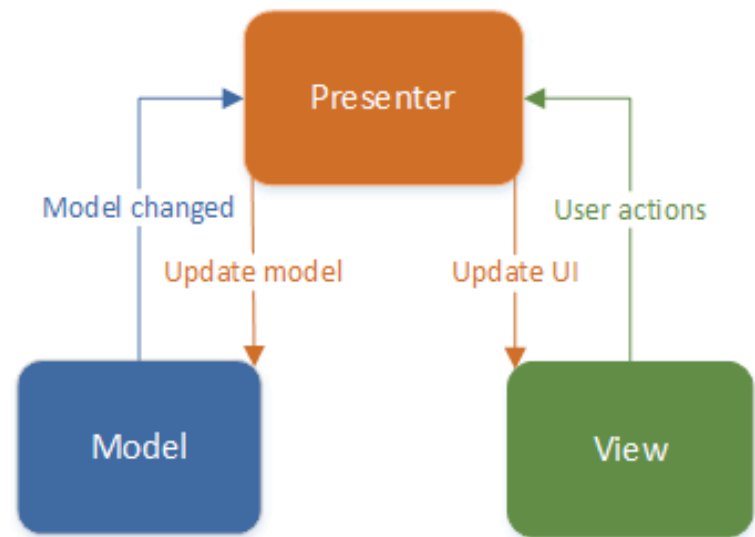 Presenter
Model changed
User actions
Update model
Update UI
Model
View